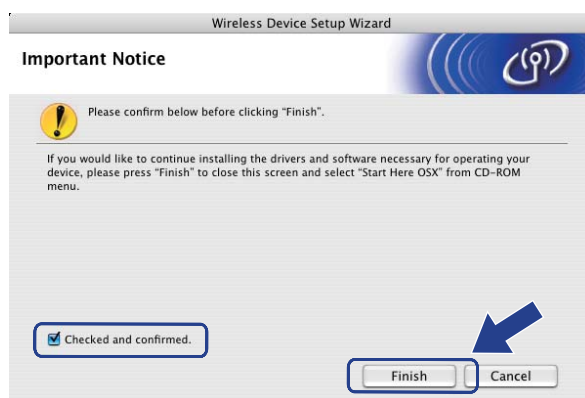 Wireless Device Setup Wizard
Important Notice
Please confirm below before clicking “Finish”.
If you would like to continue installing the drivers and software necessary for operating your
device, please press “Finish” to close this screen and select “Start Here OSX” from CD-ROM
menu.
Checked and confirmed.
Finish
Cancel